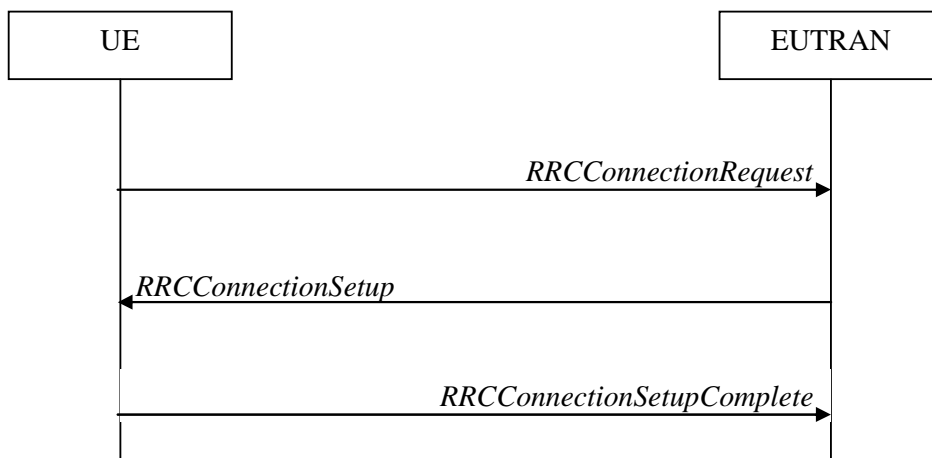 UE
EUTRAN
RRCConnectionRequest
RRCConnectionSetup
RRCConnectionSetupComplete